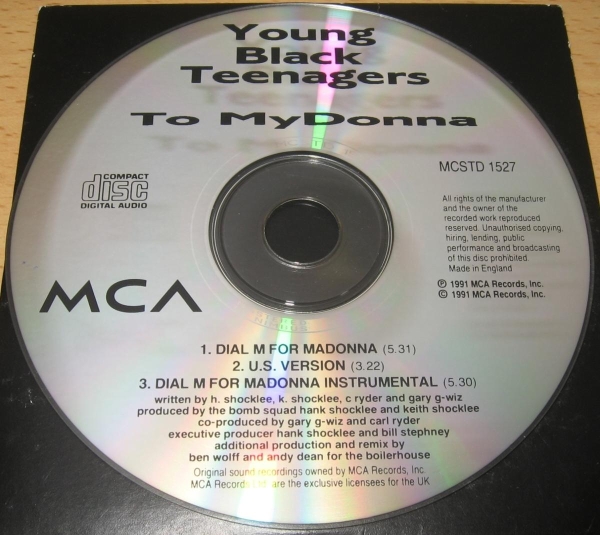 Young
Black
Teenagers
To MyDonna
COMPACT
disc
DIGITAL AUDIO
MCSTD 1527
All rights of the manufacturer
and the owner of the
recorded work reproduced
reserved. Unauthorised copying,
hiring, lending, public
performance and broadcasting
of this disc prohibited.
Made in England
Ⓟ 1991 MCA Records, Inc.
© 1991 MCA Records, Inc.
MCA
1. DIAL M FOR MADONNA (5.31)
2. U.S. VERSION (3.22)
3. DIAL M FOR MADONNA INSTRUMENTAL (5.30)
written by h. shocklee, k. shocklee, c ryder and gary g-wiz
produced by the bomb squad hank shocklee and keith shocklee
co-produced by gary g-wiz and carl ryder
executive producer hank shocklee and bill stephney
additional production and remix by
ben wolff and andy dean for the boilerhouse
Original sound recordings owned by MCA Records, Inc.
MCA Records Ltd. are the exclusive licensees for the UK